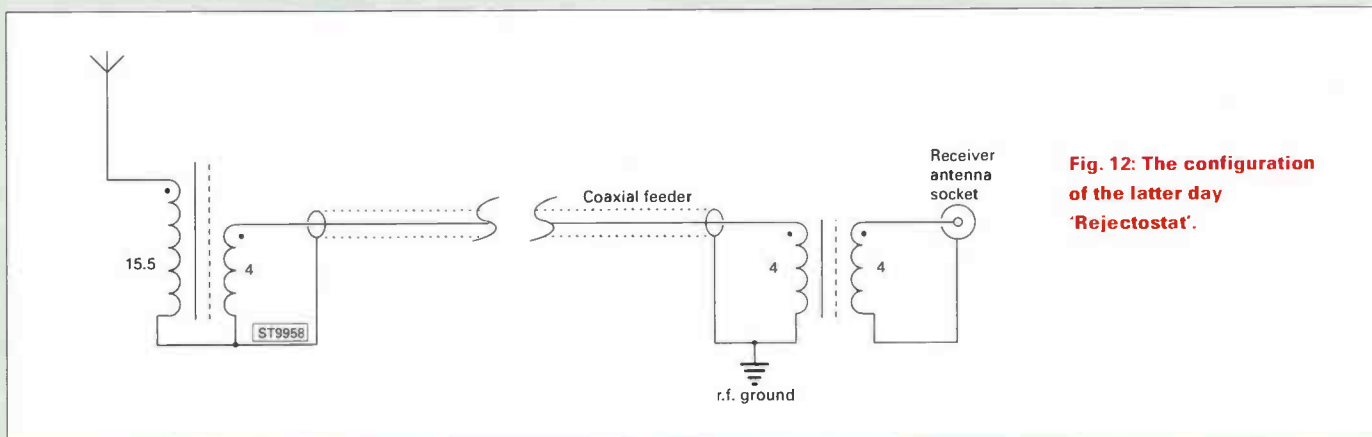 15.5
4
ST9958
Coaxial feeder
r.f. ground
4
4
Receiver
antenna
socket
Fig. 12: The configuration
of the latter day
'Rejectostat'.